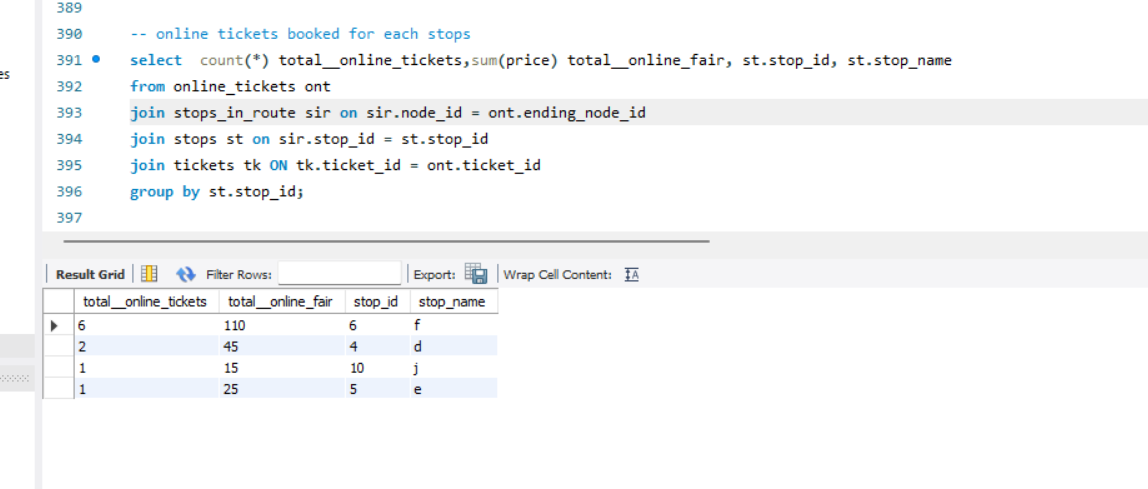 389
390 -- online tickets booked for each stops
391 select count(*) total__online_tickets,sum(price) total__online_fair, st.stop_id, st.stop_name
es
392 from online_tickets ont
393 join stops_in_route sir on sir.node_id = ont.ending_node_id
394 join stops st on sir.stop_id = st.stop_id
395 join tickets tk ON tk.ticket_id = ont.ticket_id
396 group by st.stop_id;
397
Result Grid Filter Rows: Export: Wrap Cell Content: IA
total__online_tickets total__online_fair stop_id stop_name
6 110 6 f
2 45 4 d
1 15 10 j
1 25 5 e